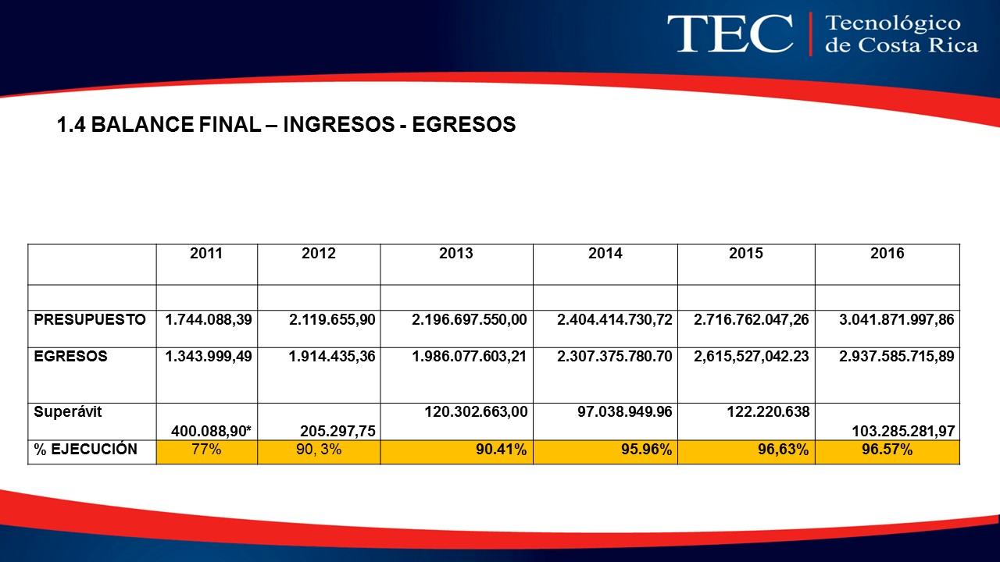 TEC Tecnológico
de Costa Rica
1.4 BALANCE FINAL – INGRESOS - EGRESOS
2011 2012 2013 2014 2015 2016
PRESUPUESTO 1.744.088,39 2.119.655,90 2.196.697.550,00 2.404.414.730,72 2.716.762.047,26 3.041.871.997,86
EGRESOS 1.343.999,49 1.914.435,36 1.986.077.603,21 2.307.375.780.70 2,615,527,042.23 2.937.585.715,89
Superávit 400.088,90* 205.297,75 120.302.663,00 97.038.949.96 122.220.638 103.285.281,97
% EJECUCIÓN 77% 90, 3% 90.41% 95.96% 96,63% 96.57%